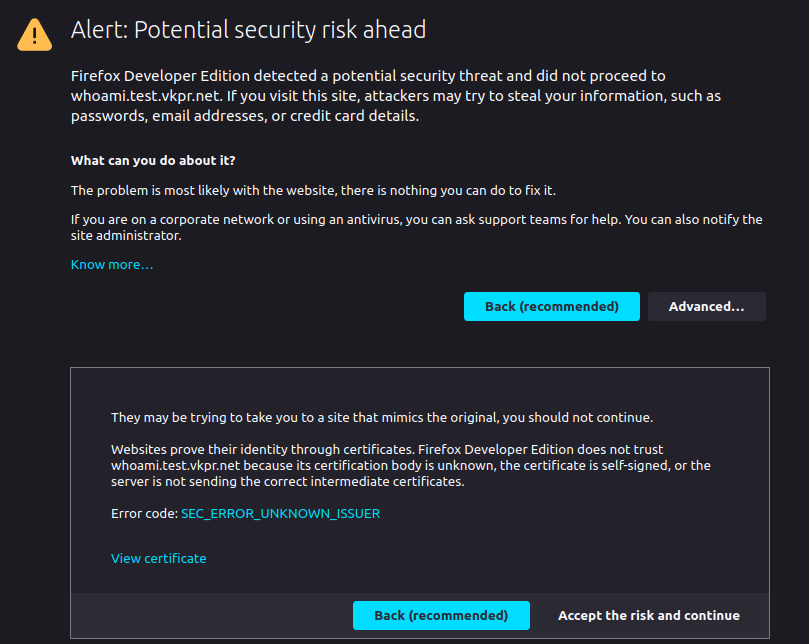 Alert: Potential security risk ahead
Firefox Developer Edition detected a potential security threat and did not proceed to
whoami.test.vkpr.net. If you visit this site, attackers may try to steal your information, such as
passwords, email addresses, or credit card details.
What can you do about it?
The problem is most likely with the website, there is nothing you can do to fix it.
If you are on a corporate network or using an antivirus, you can ask support teams for help. You can also notify the
site administrator.
Know more...
Back (recommended)
Advanced...
They may be trying to take you to a site that mimics the original, you should not continue.
Websites prove their identity through certificates. Firefox Developer Edition does not trust
whoami.test.vkpr.net because its certification body is unknown, the certificate is self-signed, or the
server is not sending the correct intermediate certificates.
Error code: SEC_ERROR_UNKNOWN_ISSUER
View certificate
Back (recommended)
Accept the risk and continue